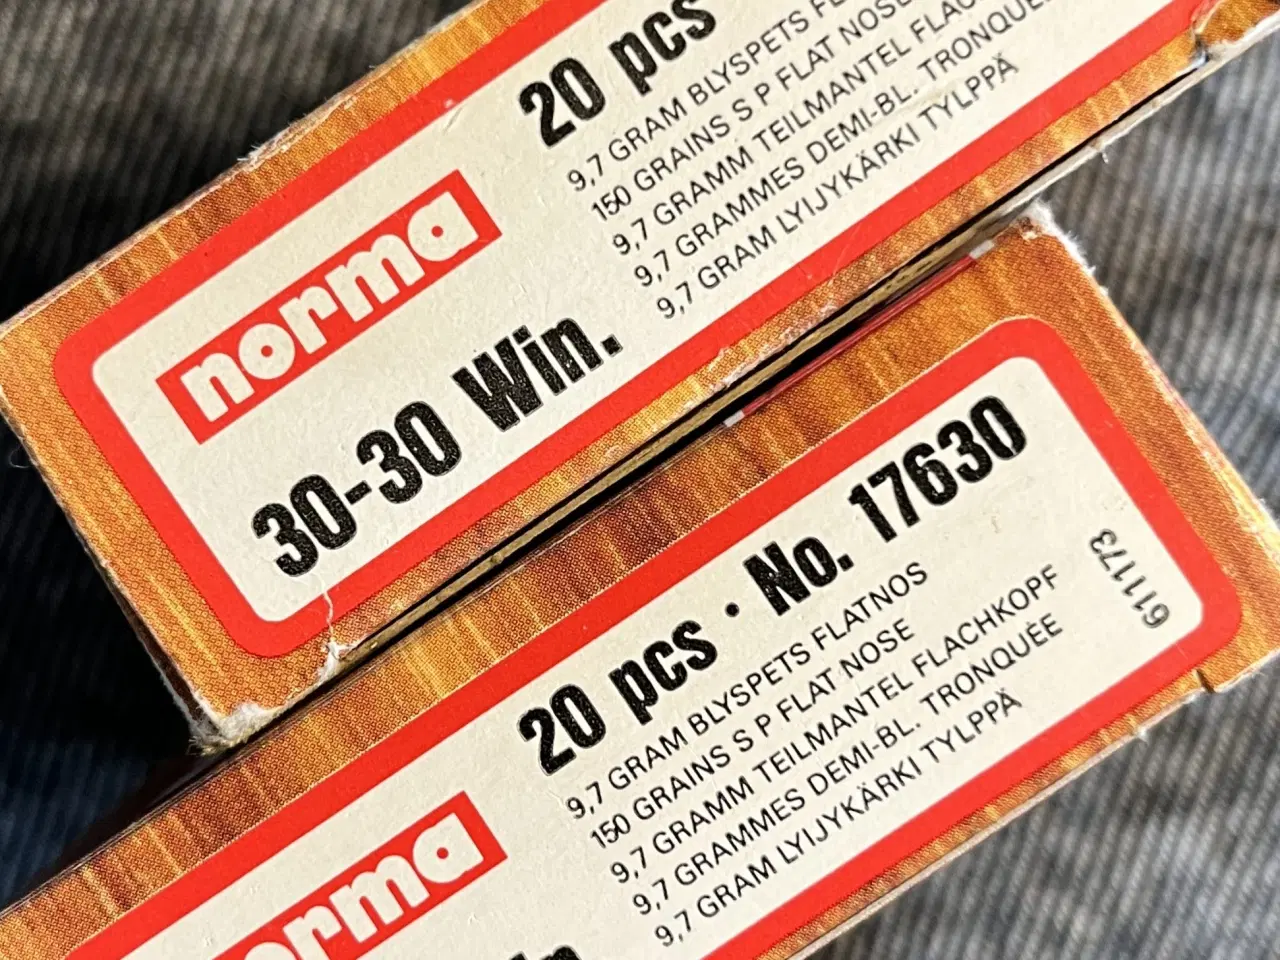 norma
30-30 Win.
20 pcs
9,7 GRAM BLYSPETS
150 GRAINS S P FLAT NOSE
9,7 GRAMM TEILMANTEL
9,7 GRAMMES DEMI-BL. TRONQUÉE
9,7 GRAM LYIJYKÄRKI TYLPPÄ
20 pcs · No. 17630
9,7 GRAM BLYSPETS FLATNOS
150 GRAINS S P FLAT NOSE
9,7 GRAMM TEILMANTEL FLACHKOPF
9,7 GRAMMES DEMI-BL. TRONQUÉE
9,7 GRAM LYIJYKÄRKI TYLPPÄ
611173
norma